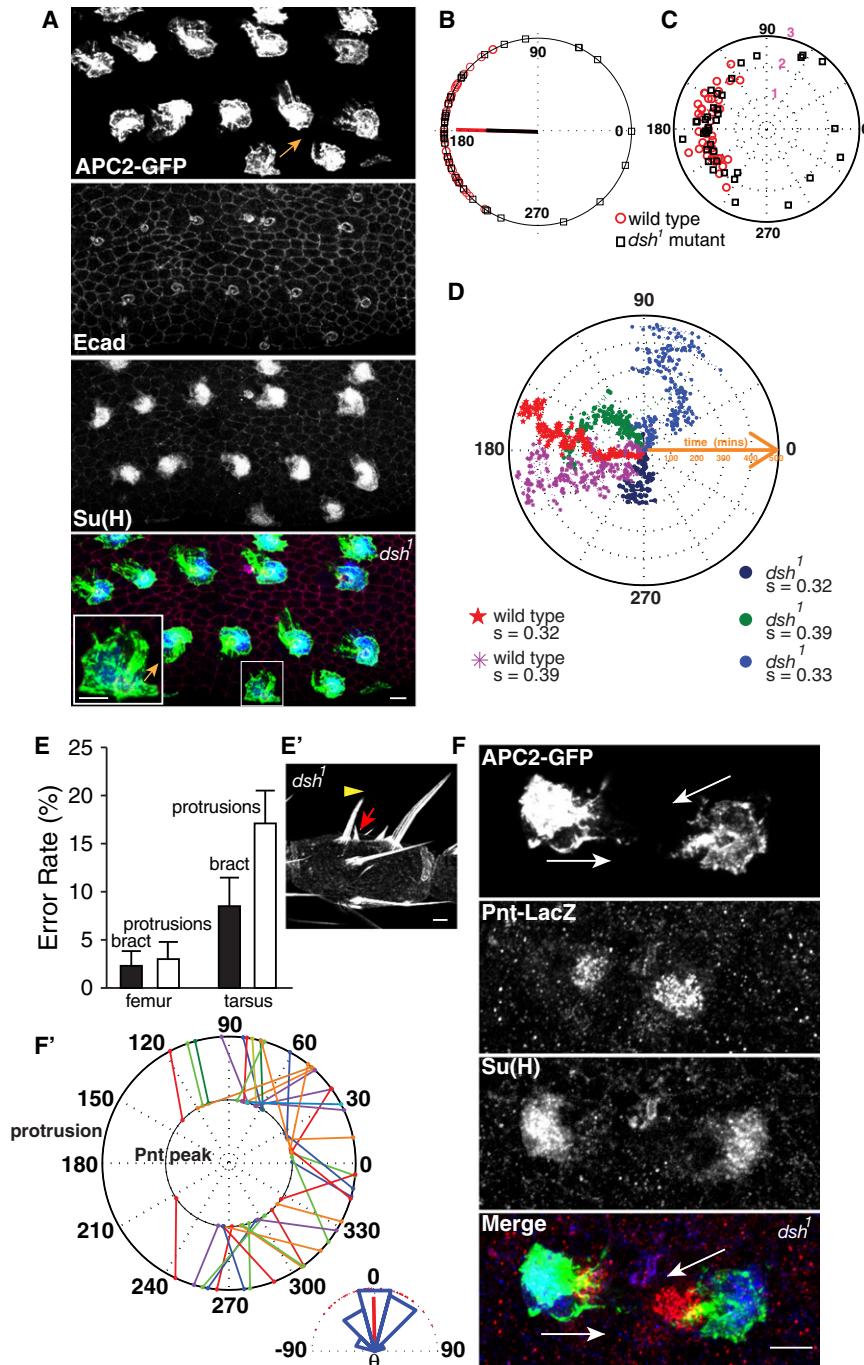 A
APC2-GFP
Ecad
Su(H)
dsh¹
B
90
180
0
270
C
90
3
2
1
180
0
270
wild type
dsh¹ mutant
D
90
180
time (mins)
100 200 300 400 500
0
270
wild type
s = 0.32
wild type
s = 0.39
dsh¹
s = 0.32
dsh¹
s = 0.39
dsh¹
s = 0.33
E
Error Rate (%)
25
20
15
10
5
0
bract
protrusions
bract
protrusions
femur
tarsus
E'
dsh¹
F
APC2-GFP
Pnt-LacZ
Su(H)
Merge
dsh¹
F'
90
120
60
150
30
protrusion
180
Pnt peak
0
210
330
240
300
270
0
-90
θ
90